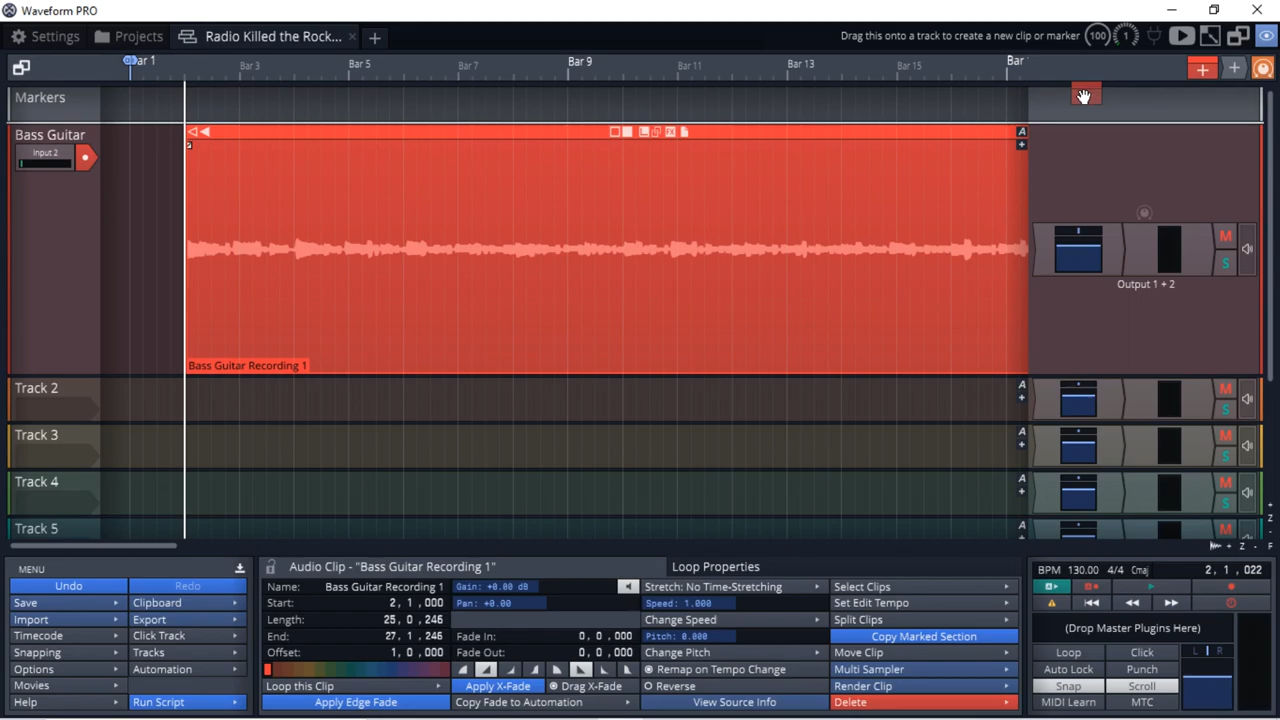 Waveform PRO
Settings
Projects
Radio Killed the Rock...
Drag this onto a track to create a new clip or marker
100
1
Bar 1
Bar 3
Bar 5
Bar 7
Bar 9
Bar 11
Bar 13
Bar 15
Bar
Markers
Bass Guitar
Input 2
A
Bass Guitar Recording 1
M
S
Output 1 + 2
Track 2
A
M
S
Track 3
A
M
S
Track 4
A
M
S
Track 5
A
M
Z
- Z - F
MENU
Undo
Redo
Save
Clipboard
Import
Export
Timecode
Click Track
Snapping
Tracks
Options
Automation
Movies
Help
Run Script
Audio Clip - "Bass Guitar Recording 1"
Loop Properties
Name: Bass Guitar Recording 1
Start: 2, 1, 000
Length: 25, 0, 246
End: 27, 1, 246
Offset: 1, 0, 000
Loop this Clip
Apply Edge Fade
Gain: +0.00 dB
Pan: +0.00
Fade In: 0, 0, 000
Fade Out: 0, 0, 000
Apply X-Fade
Drag X-Fade
Copy Fade to Automation
Stretch: No Time-Stretching
Speed: 1.000
Change Speed
Pitch: 0.000
Change Pitch
Remap on Tempo Change
Reverse
View Source Info
Select Clips
Set Edit Tempo
Split Clips
Copy Marked Section
Move Clip
Multi Sampler
Render Clip
Delete
BPM 130.00 4/4 Cmaj
2, 1 , 022
(Drop Master Plugins Here)
Loop
Click
Auto Lock
Punch
Snap
Scroll
MIDI Learn
MTC
L
R